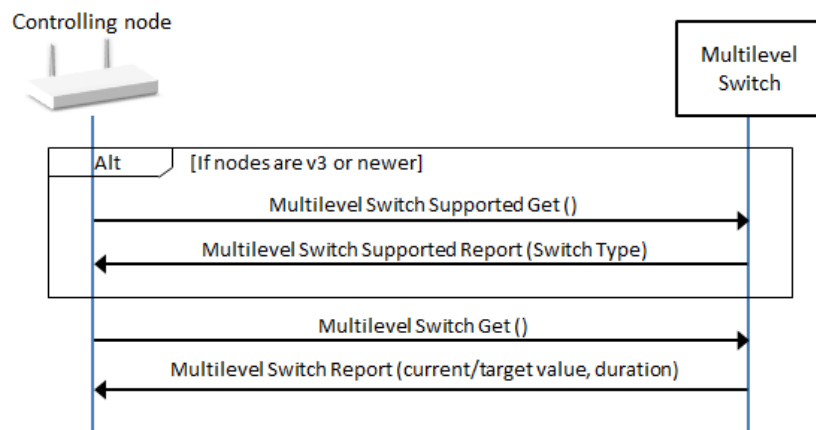 Controlling node
Multilevel
Switch
Alt
[If nodes are v3 or newer]
Multilevel Switch Supported Get ()
Multilevel Switch Supported Report (Switch Type)
Multilevel Switch Get ()
Multilevel Switch Report (current/target value, duration)